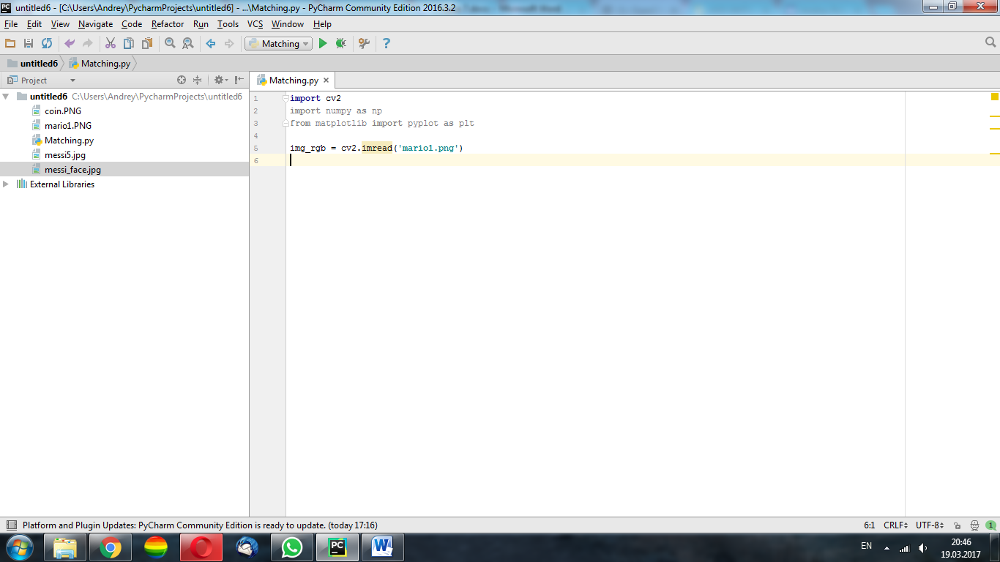 untitled6 - [C:\Users\Andrey\PycharmProjects\untitled6] - ...\Matching.py - PyCharm Community Edition 2016.3.2
File Edit View Navigate Code Refactor Run Tools VCS Window Help
Matching
untitled6 Matching.py
Project
Matching.py
untitled6 C:\Users\Andrey\PycharmProjects\untitled6
coin.PNG
mario1.PNG
Matching.py
messi5.jpg
messi_face.jpg
External Libraries
1 import cv2
2 import numpy as np
3 from matplotlib import pyplot as plt
4
5 img_rgb = cv2.imread('mario1.png')
6
Platform and Plugin Updates: PyCharm Community Edition is ready to update. (today 17:16)
6:1 CRLF UTF-8 1
PC W
EN
20:46
19.03.2017